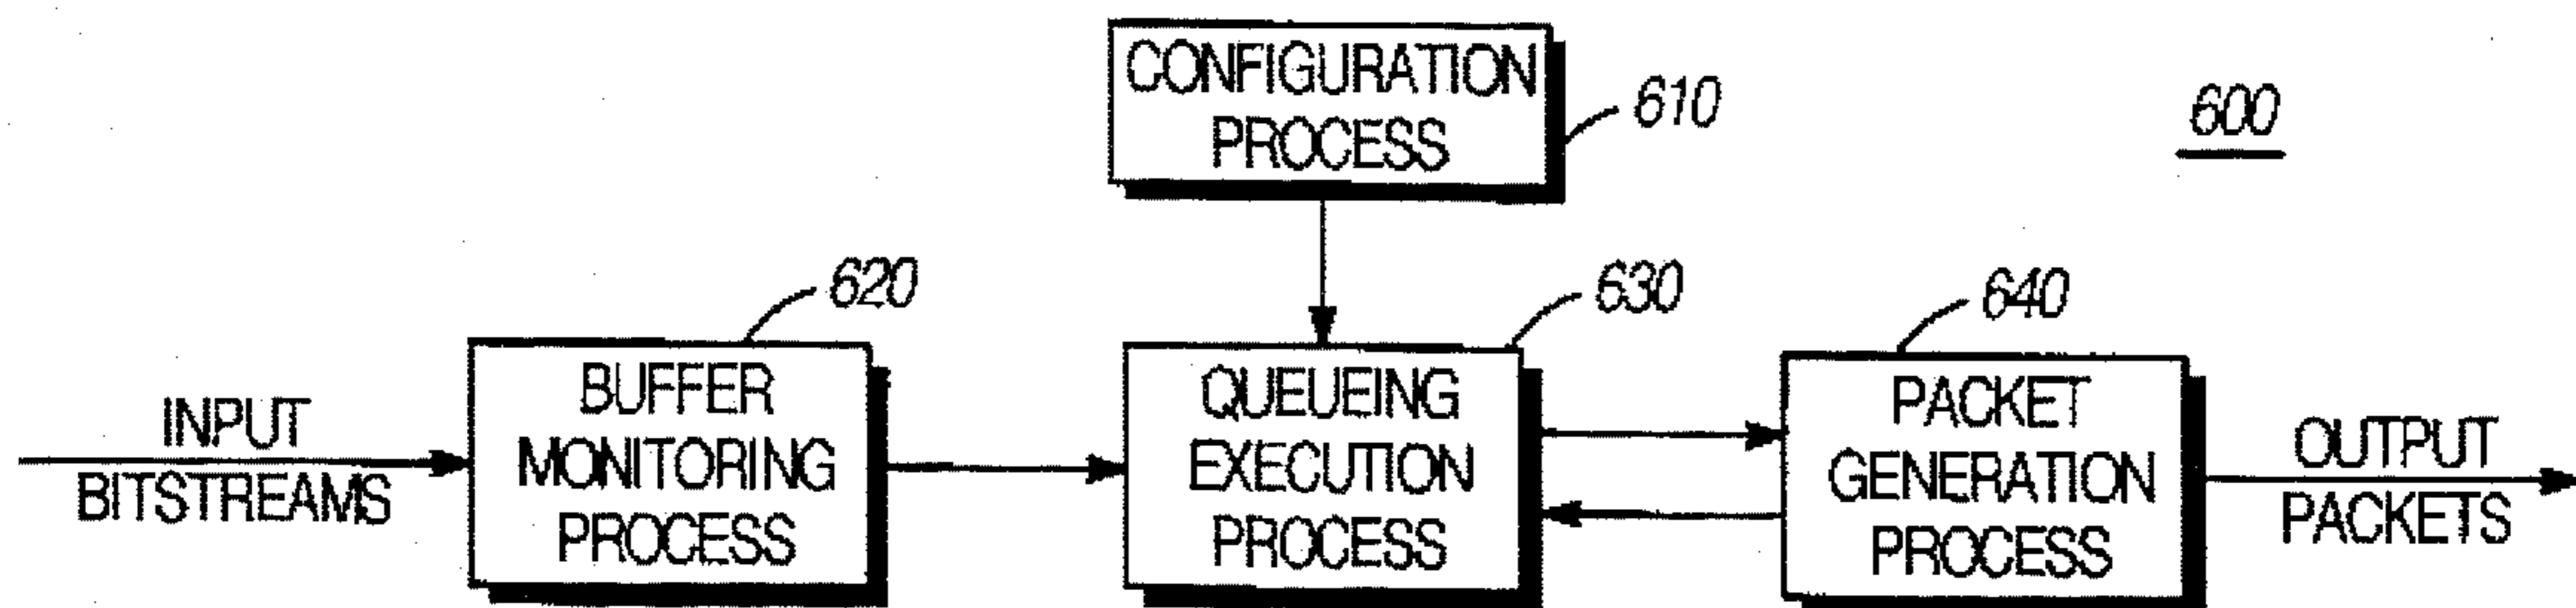 CONFIGURATION
PROCESS
610
600
620
630
640
INPUT
BITSTREAMS
BUFFER
MONITORING
PROCESS
QUEUEING
EXECUTION
PROCESS
PACKET
GENERATION
PROCESS
OUTPUT
PACKETS